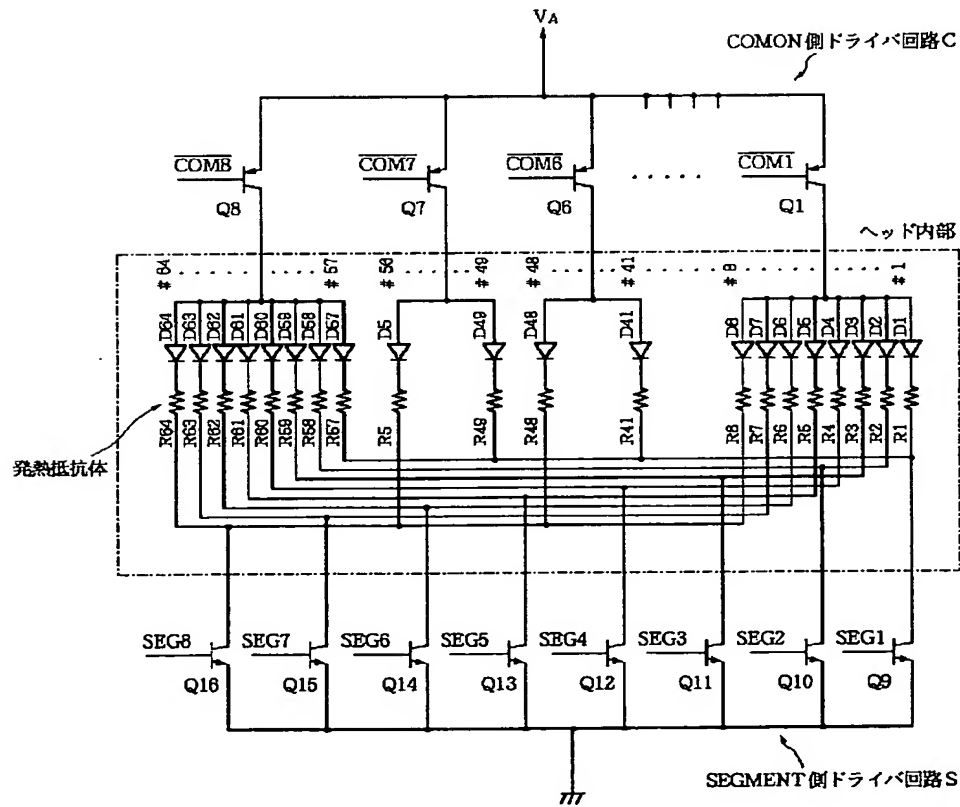 VA
COMON側ドライバ回路C
COM8
COM7
COM6
.....
COM1
Q8
Q7
Q6
Q1
ヘッド内部
#64
#57
#56
#49
#48
#41
#8
#1
D64
D63
D62
D61
D60
D59
D58
D57
D5
D49
D48
D41
D8
D7
D6
D5
D4
D3
D2
D1
R64
R63
R62
R61
R60
R59
R58
R57
R5
R49
R48
R41
R8
R7
R6
R5
R4
R3
R2
R1
発熱抵抗体
SEG8
SEG7
SEG6
SEG5
SEG4
SEG3
SEG2
SEG1
Q16
Q15
Q14
Q13
Q12
Q11
Q10
Q9
SEGMENT側ドライバ回路S